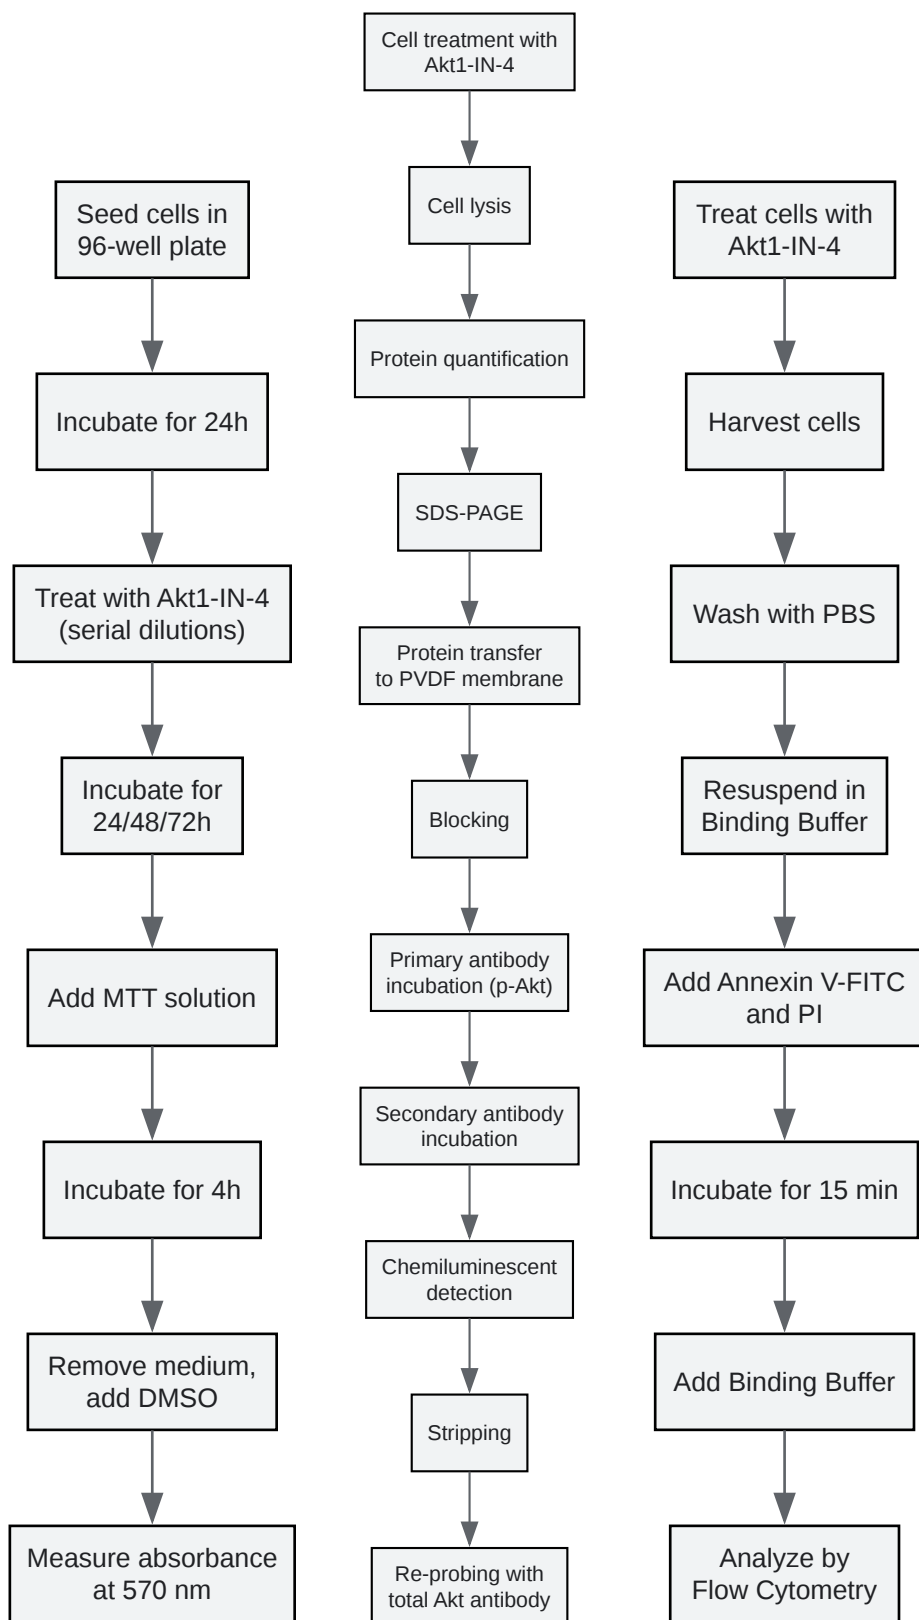 Seed cells in
96-well plate
Incubate for 24h
Treat with Akt1-IN-4
(serial dilutions)
Incubate for
24/48/72h
Add MTT solution
Incubate for 4h
Remove medium,
add DMSO
Measure absorbance
at 570 nm
Cell treatment with
Akt1-IN-4
Cell lysis
Protein quantification
SDS-PAGE
Protein transfer
to PVDF membrane
Blocking
Primary antibody
incubation (p-Akt)
Secondary antibody
incubation
Chemiluminescent
detection
Stripping
Re-probing with
total Akt antibody
Treat cells with
Akt1-IN-4
Harvest cells
Wash with PBS
Resuspend in
Binding Buffer
Add Annexin V-FITC
and PI
Incubate for 15 min
Add Binding Buffer
Analyze by
Flow Cytometry